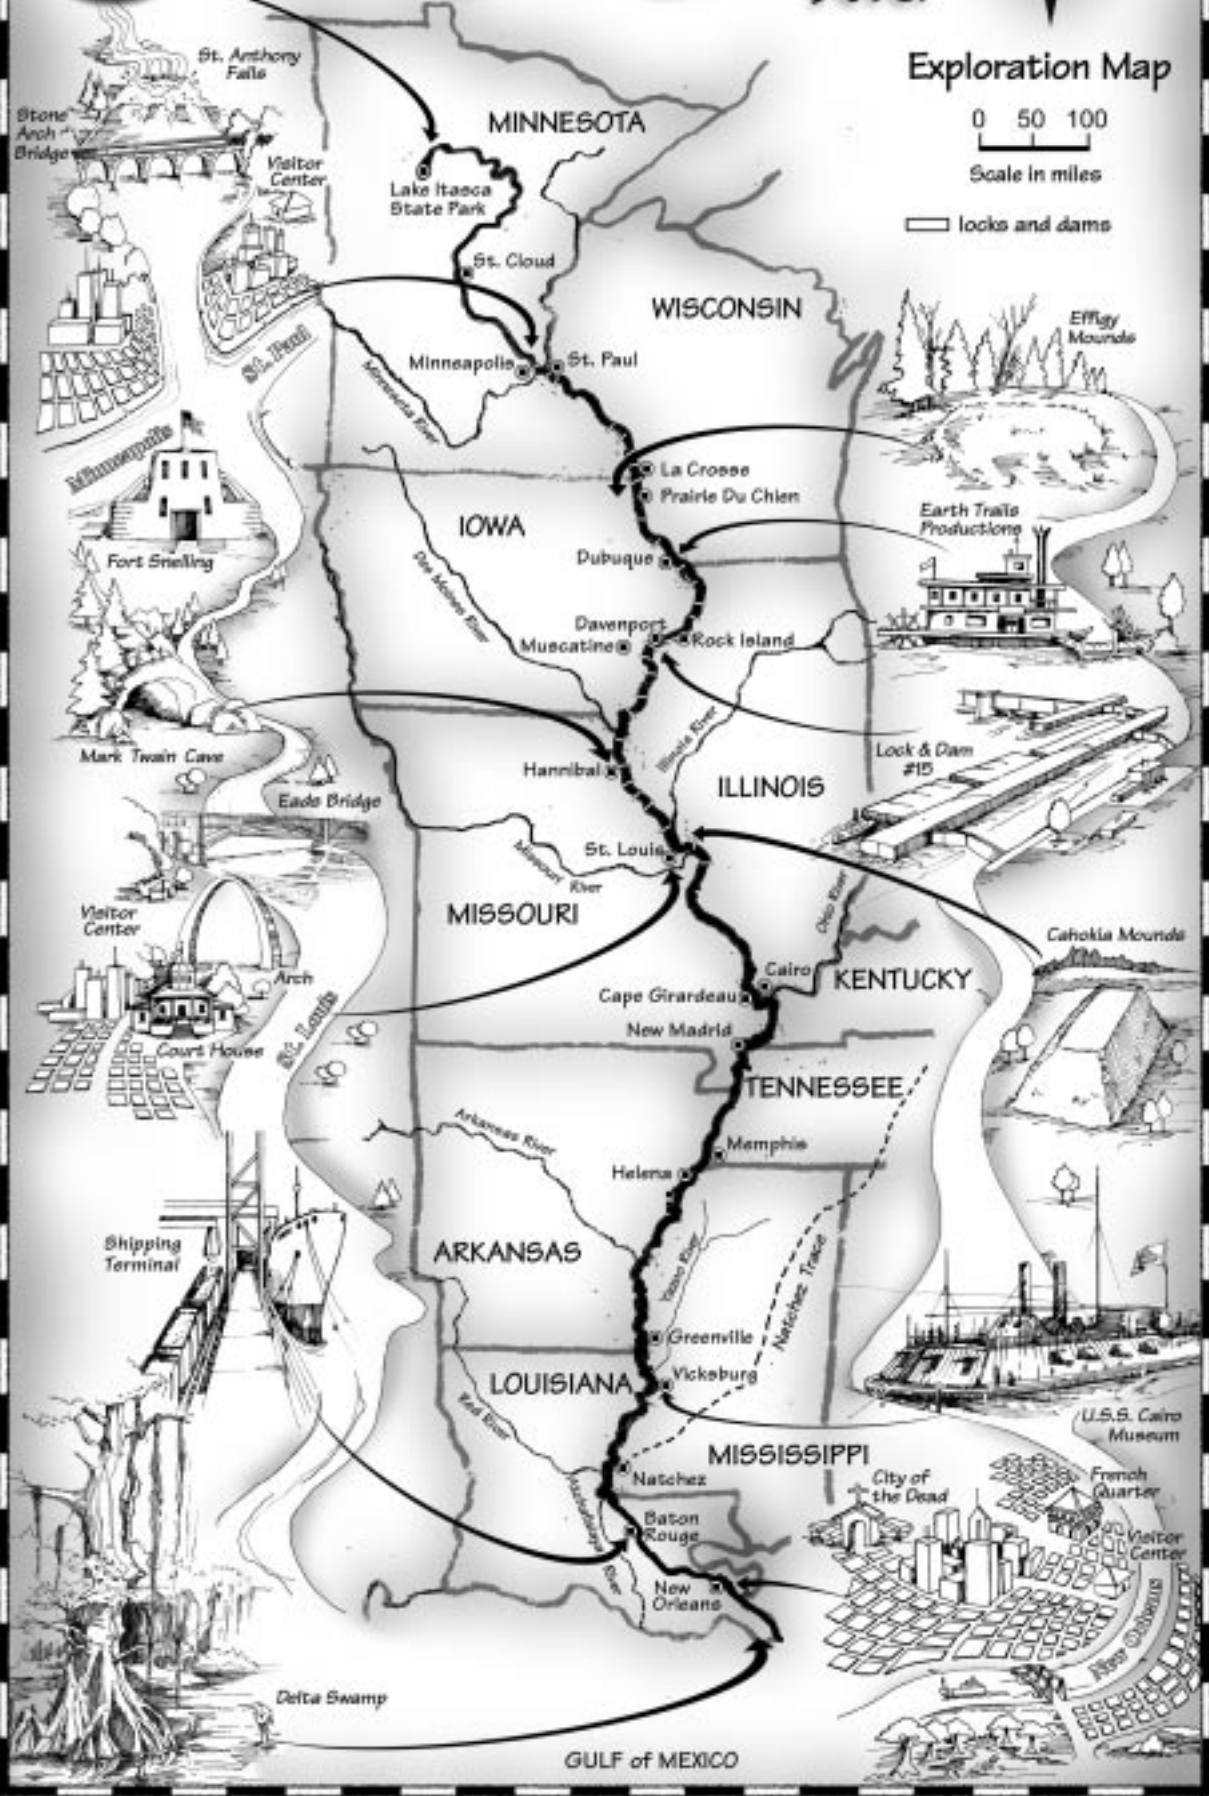 Exploration Map
0 50 100
Scale in miles
locks and dams
St. Anthony
Falls
Stone
Arch
Bridge
Visitor
Center
MINNESOTA
Lake Itasca
State Park
St. Cloud
WISCONSIN
Effigy
Mounds
Minneapolis
St. Paul
St. Paul
Minnesota River
Minneapolis
La Crosse
Prairie Du Chien
Earth Trails
Productions
IOWA
Fort Snelling
Dubuque
Des Moines River
Davenport
Muscatine
Rock Island
Illinois River
Mark Twain Cave
Lock & Dam
#15
Hannibal
ILLINOIS
Eads Bridge
St. Louis
Missouri River
Ohio River
MISSOURI
Visitor
Center
Arch
Cahokia Mounds
Cairo
KENTUCKY
Cape Girardeau
St. Louis
New Madrid
Court House
TENNESSEE
Arkansas River
Memphis
Helena
Shipping
Terminal
ARKANSAS
Yazoo River
Natchez Trace
Greenville
LOUISIANA
Vicksburg
Red River
U.S.S. Cairo
Museum
MISSISSIPPI
Natchez
City of
the Dead
French
Quarter
Baton
Rouge
Visitor
Center
River
New
Orleans
New Orleans
Delta Swamp
GULF of MEXICO